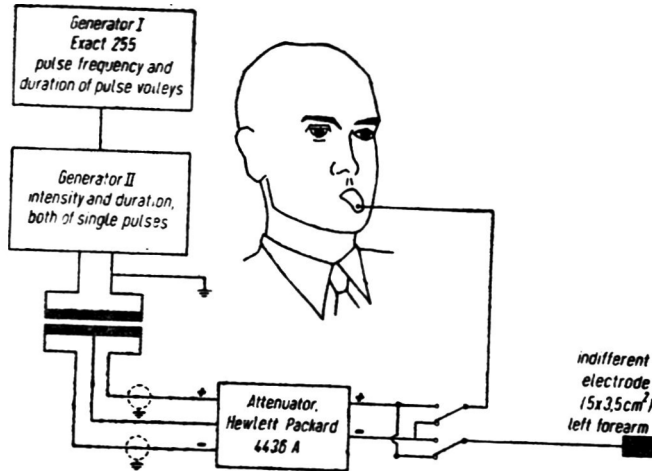 Generator I
Exact 255
pulse frequency and
duration of pulse volleys
Generator II
intensity and duration,
both of single pulses
+
-
Attenuator,
Hewlett Packard
4436 A
+
-
indifferent
electrode
(5x3,5cm²)
left forearm